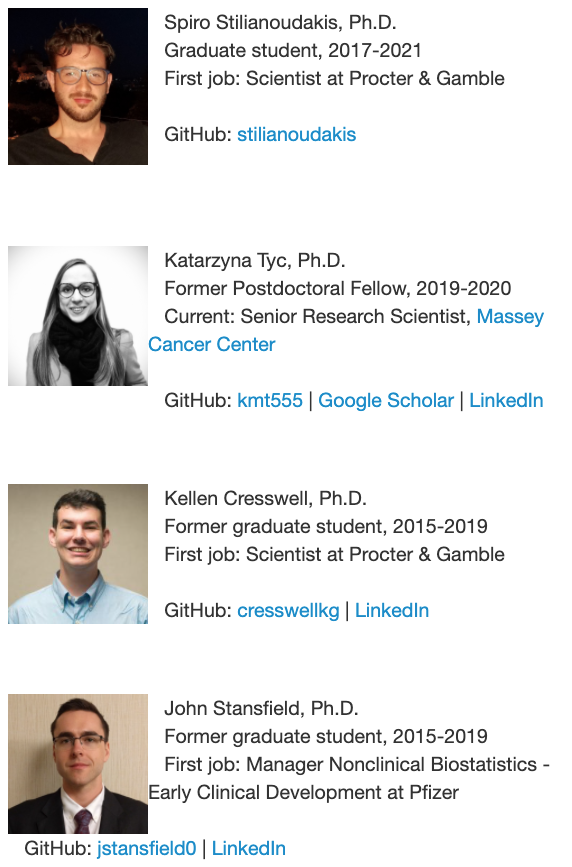 Spiro Stilianoudakis, Ph.D.
Graduate student, 2017-2021
First job: Scientist at Procter & Gamble
GitHub: stilianoudakis
Katarzyna Tyc, Ph.D.
Former Postdoctoral Fellow, 2019-2020
Current: Senior Research Scientist, Massey
Cancer Center
GitHub: kmt555 | Google Scholar | LinkedIn
Kellen Cresswell, Ph.D.
Former graduate student, 2015-2019
First job: Scientist at Procter & Gamble
GitHub: cresswellkg | LinkedIn
John Stansfield, Ph.D.
Former graduate student, 2015-2019
First job: Manager Nonclinical Biostatistics -
Early Clinical Development at Pfizer
GitHub: jstansfield0 | LinkedIn